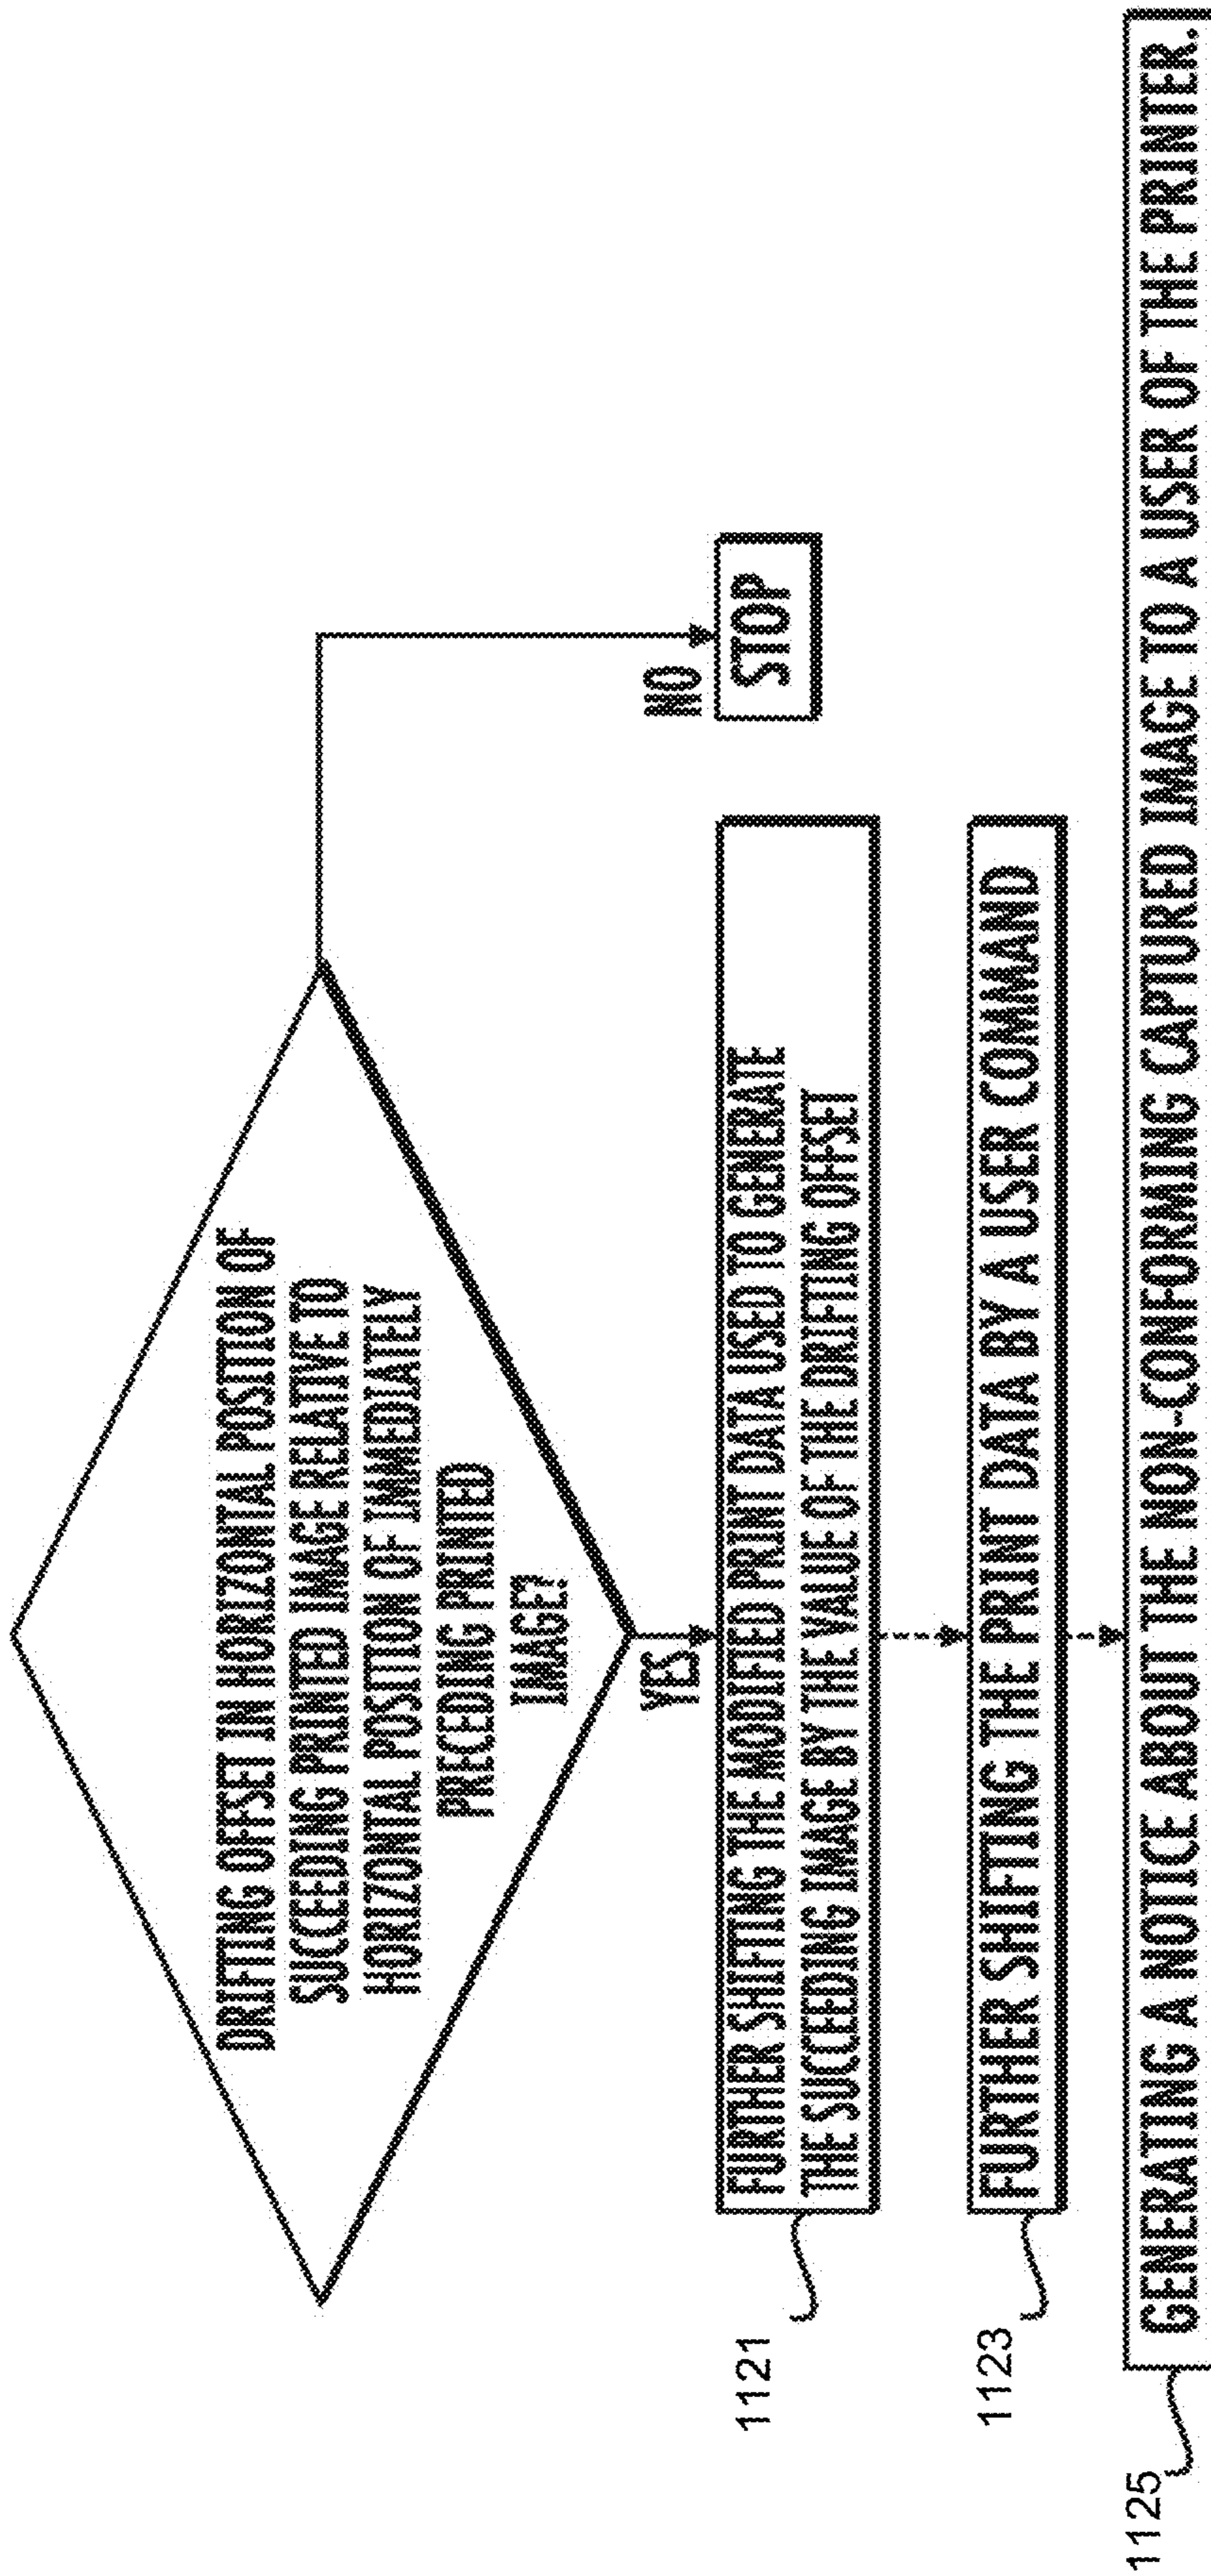 DRIFTING OFFSET IN HORIZONTAL POSITION OF
SUCCEEDING PRINTED IMAGE RELATIVE TO
HORIZONTAL POSITION OF IMMEDIATELY
PRECEDING PRINTED
IMAGE?
YES
NO
STOP
1121
FURTHER SHIFTING THE MODIFIED PRINT DATA USED TO GENERATE
THE SUCCEEDING IMAGE BY THE VALUE OF THE DRIFTING OFFSET
1123
FURTHER SHIFTING THE PRINT DATA BY A USER COMMAND
1125
GENERATING A NOTICE ABOUT THE NON-CONFORMING CAPTURED IMAGE TO A USER OF THE PRINTER.